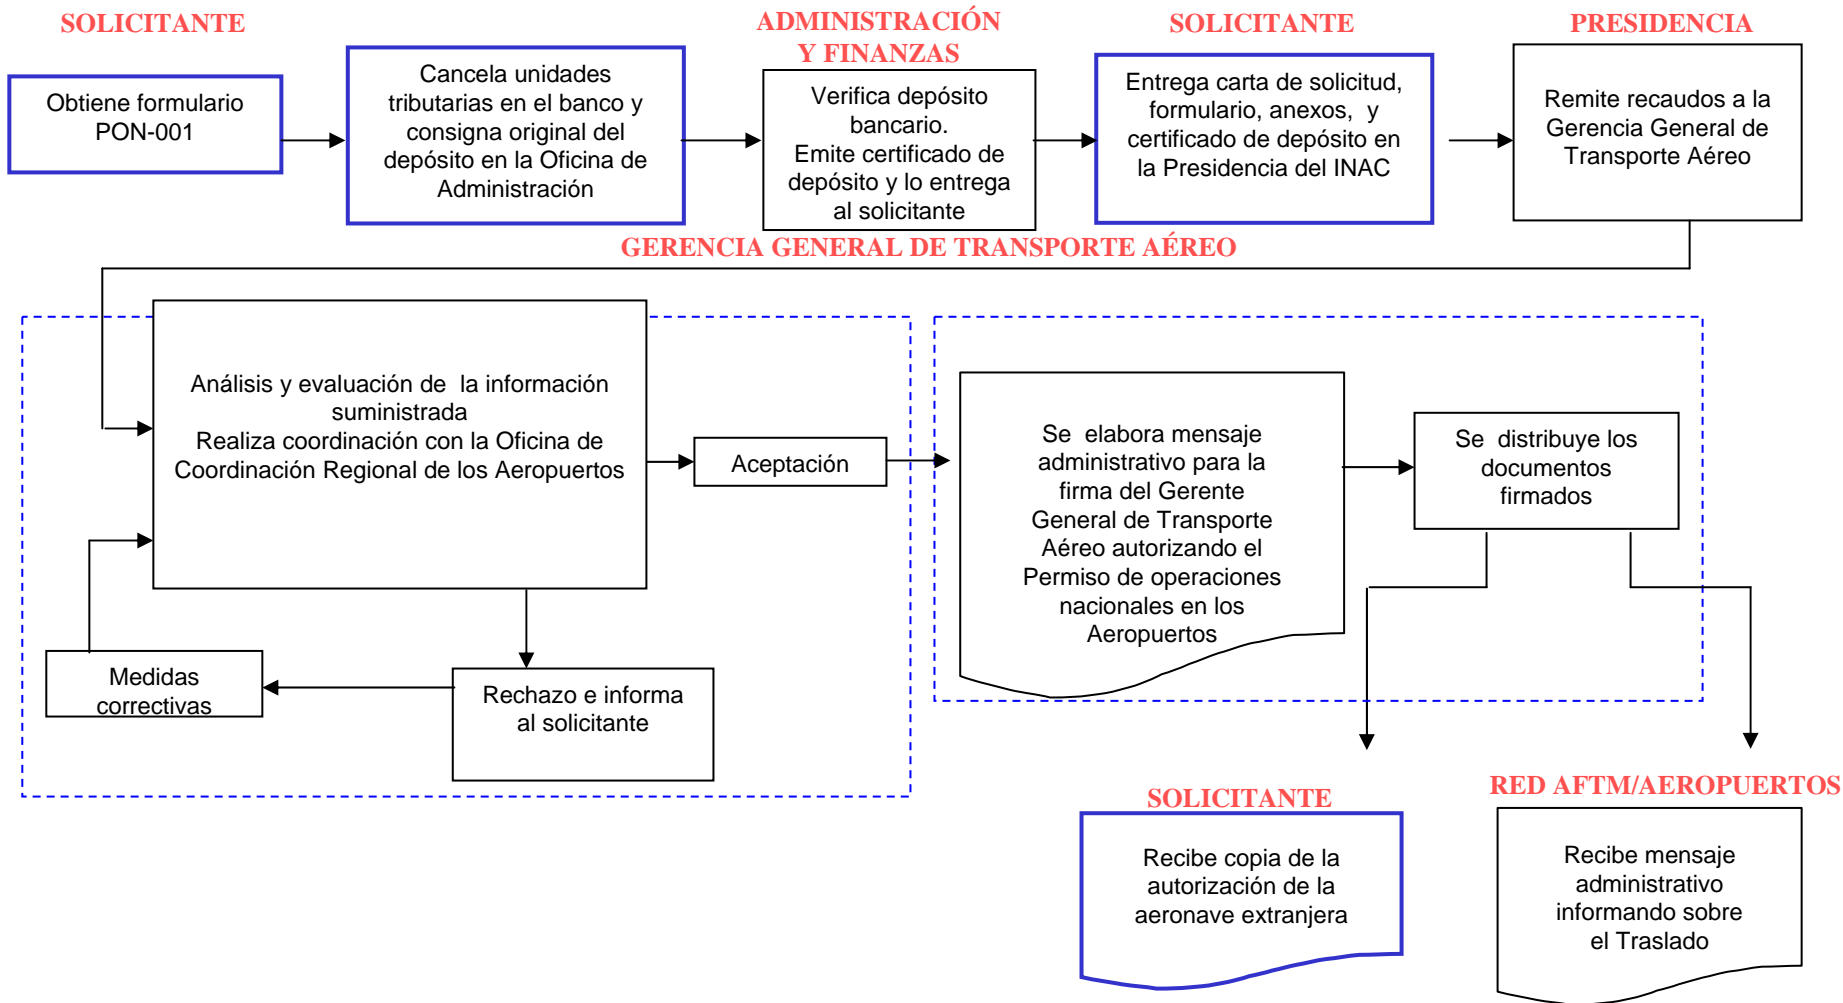 SOLICITANTE
Obtiene formulario
PON-001
Cancela unidades
tributarias en el banco y
consigna original del
depósito en la Oficina de
Administración
ADMINISTRACIÓN
Y FINANZAS
Verifica depósito
bancario.
Emite certificado de
depósito y lo entrega
al solicitante
SOLICITANTE
Entrega carta de solicitud,
formulario, anexos, y
certificado de depósito en
la Presidencia del INAC
PRESIDENCIA
Remite recaudos a la
Gerencia General de
Transporte Aéreo
GERENCIA GENERAL DE TRANSPORTE AÉREO
Análisis y evaluación de la información
suministrada
Realiza coordinación con la Oficina de
Coordinación Regional de los Aeropuertos
Aceptación
Rechazo e informa
al solicitante
Medidas
correctivas
Se elabora mensaje
administrativo para la
firma del Gerente
General de Transporte
Aéreo autorizando el
Permiso de operaciones
nacionales en los
Aeropuertos
Se distribuye los
documentos
firmados
SOLICITANTE
Recibe copia de la
autorización de la
aeronave extranjera
RED AFTM/AEROPUERTOS
Recibe mensaje
administrativo
informando sobre
el Traslado